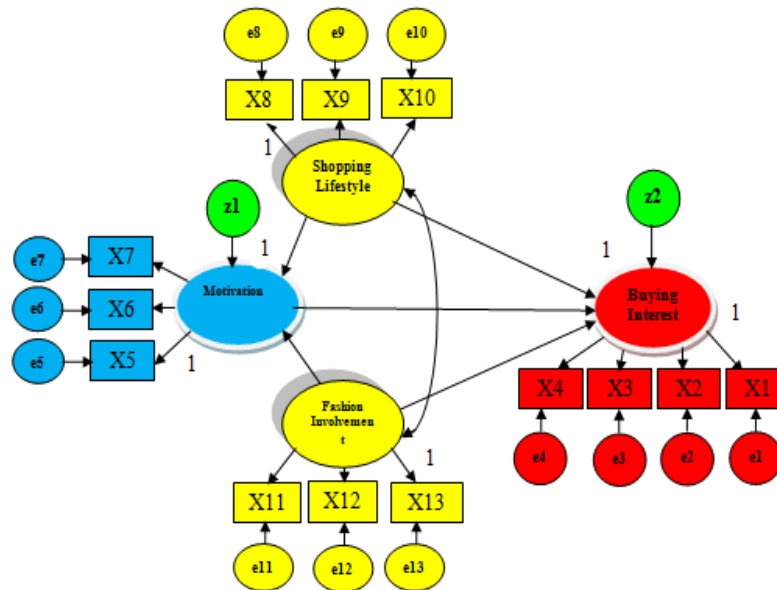 e8
e9
e10
X8
X9
X10
1
Shopping
Lifestyle
z1
z2
1
1
e7
X7
Motivation
Buying
Interest
1
e6
X6
e5
X5
1
X4
X3
X2
X1
Fashion
Involvemen
t
1
e4
e3
e2
e1
X11
X12
X13
e11
e12
e13